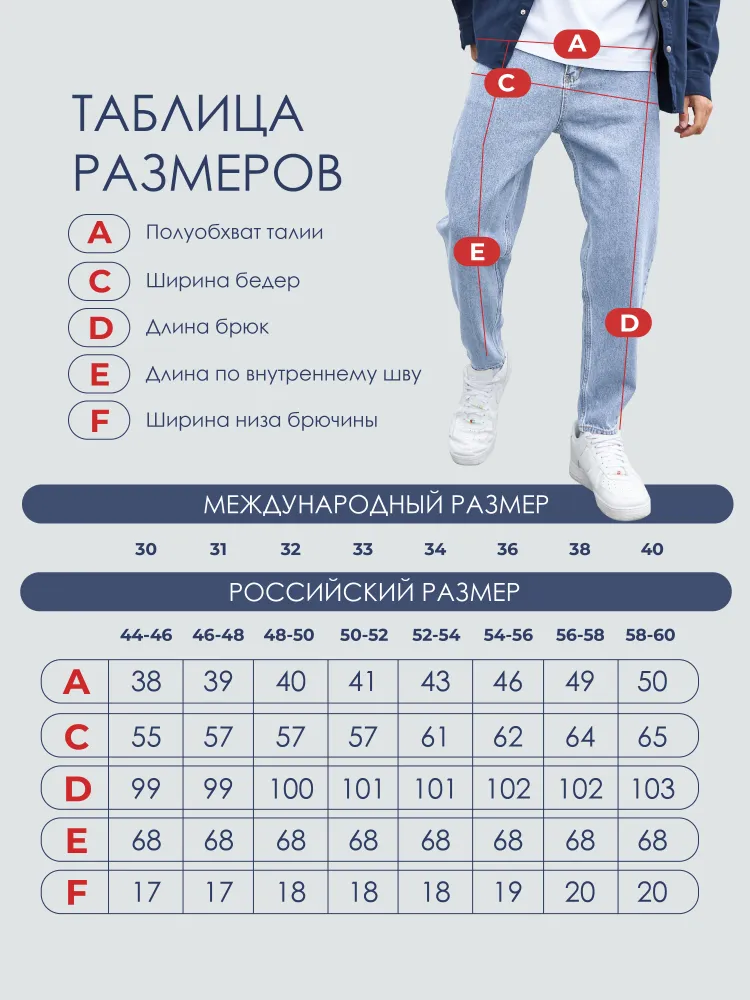 ТАБЛИЦА
РАЗМЕРОВ
A Полуобхват талии
C Ширина бедер
D Длина брюк
E Длина по внутреннему шву
F Ширина низа брючины
A
C
E
D
МЕЖДУНАРОДНЫЙ РАЗМЕР
30 31 32 33 34 36 38 40
РОССИЙСКИЙ РАЗМЕР
44-46 46-48 48-50 50-52 52-54 54-56 56-58 58-60
A 38 39 40 41 43 46 49 50
C 55 57 57 57 61 62 64 65
D 99 99 100 101 101 102 102 103
E 68 68 68 68 68 68 68 68
F 17 17 18 18 18 19 20 20